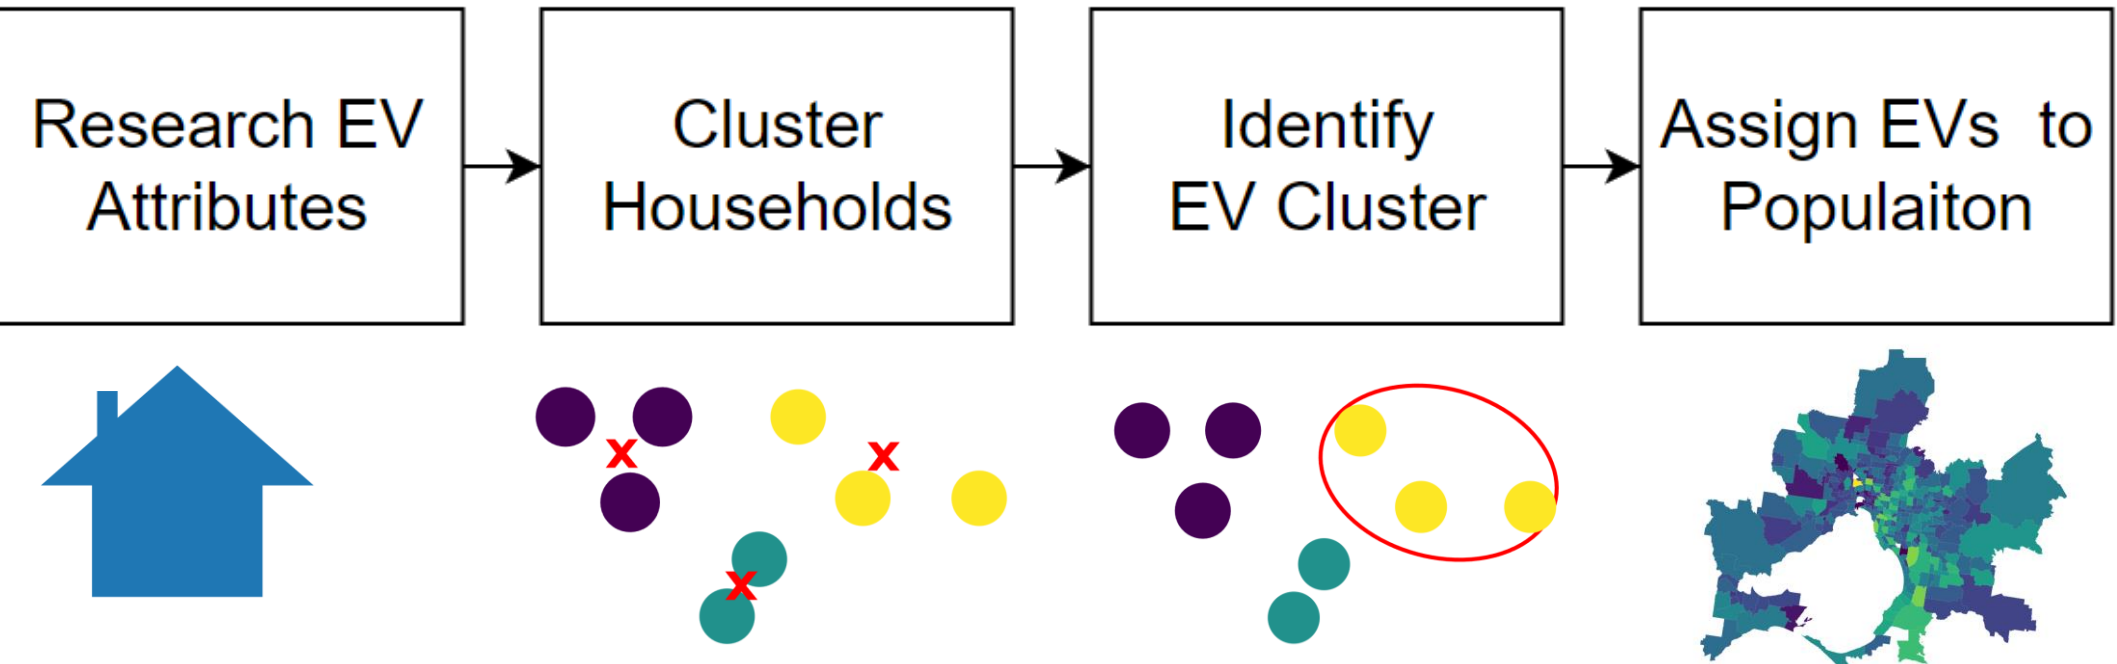 Research EV
Attributes
Cluster
Households
Identify
EV Cluster
Assign EVs  to
Populaiton
x
x
x